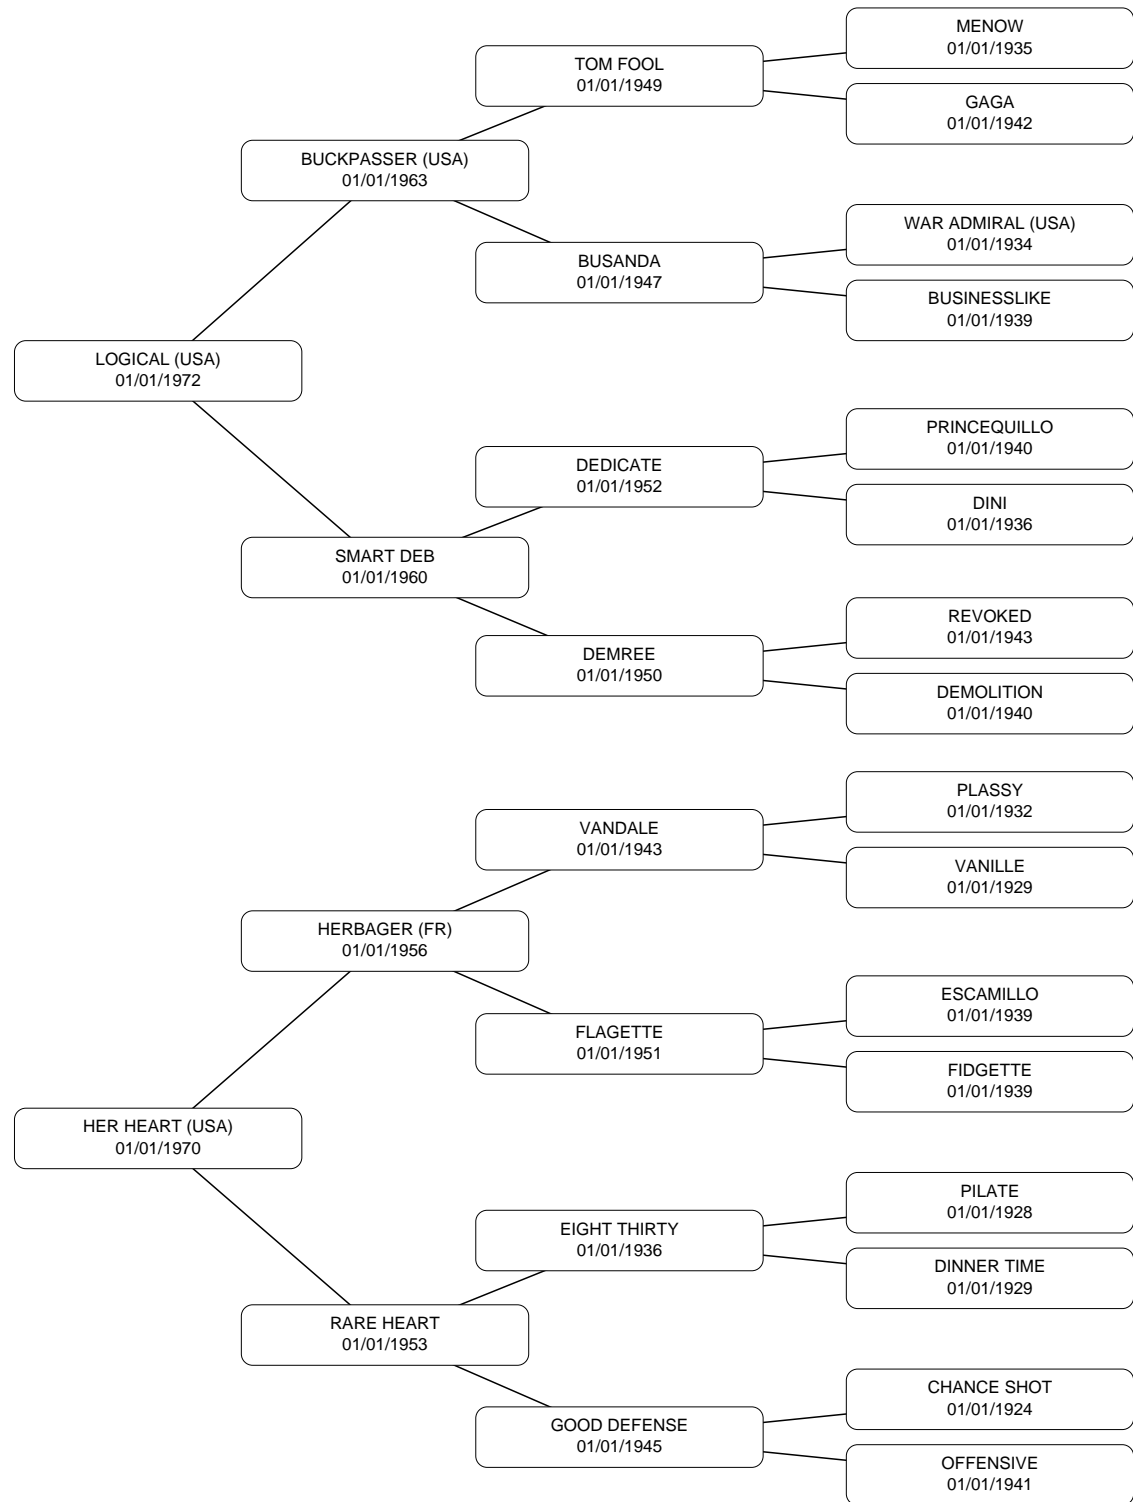 MENOW
01/01/1935
TOM FOOL
01/01/1949
GAGA
01/01/1942
BUCKPASSER (USA)
01/01/1963
WAR ADMIRAL (USA)
01/01/1934
BUSANDA
01/01/1947
BUSINESSLIKE
01/01/1939
LOGICAL (USA)
01/01/1972
PRINCEQUILLO
01/01/1940
DEDICATE
01/01/1952
DINI
01/01/1936
SMART DEB
01/01/1960
REVOKED
01/01/1943
DEMREE
01/01/1950
DEMOLITION
01/01/1940
PLASSY
01/01/1932
VANDALE
01/01/1943
VANILLE
01/01/1929
HERBAGER (FR)
01/01/1956
ESCAMILLO
01/01/1939
FLAGETTE
01/01/1951
FIDGETTE
01/01/1939
HER HEART (USA)
01/01/1970
PILATE
01/01/1928
EIGHT THIRTY
01/01/1936
DINNER TIME
01/01/1929
RARE HEART
01/01/1953
CHANCE SHOT
01/01/1924
GOOD DEFENSE
01/01/1945
OFFENSIVE
01/01/1941